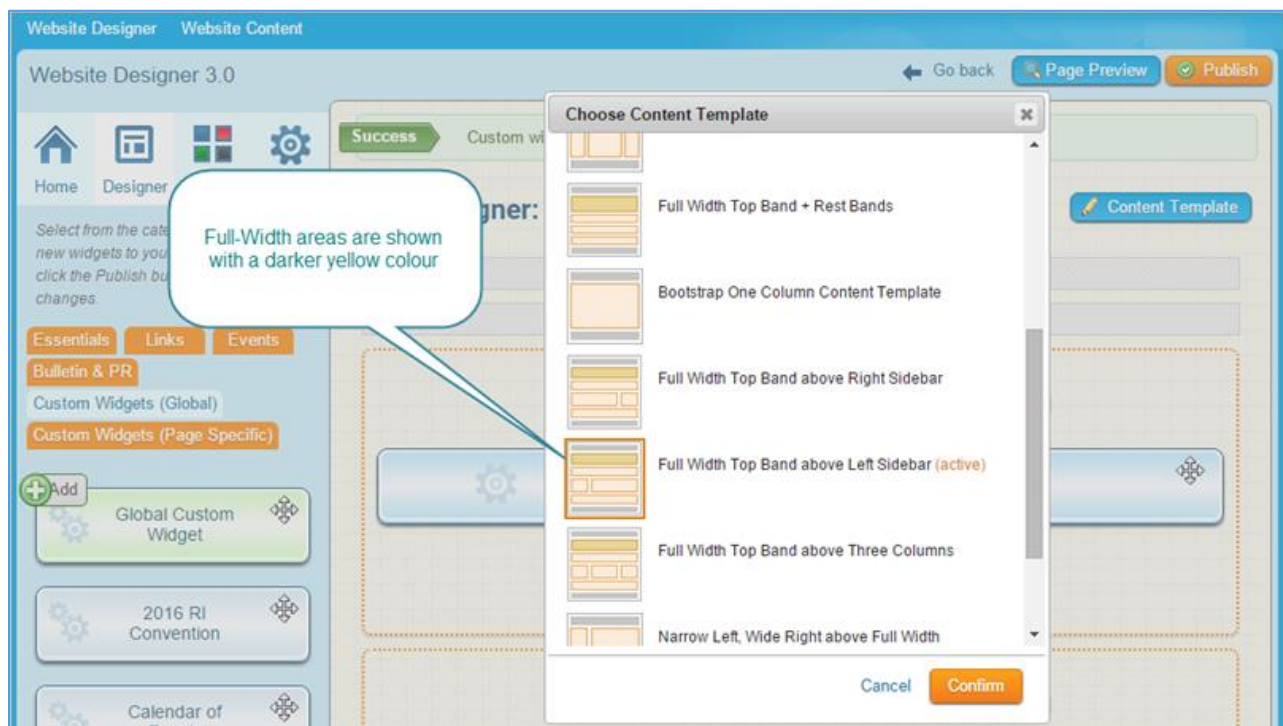 Website Designer Website Content
Website Designer 3.0
Go back
Page Preview
Publish
Home
Designer
Success
Custom wi
gner:
Content Template
Select from the cate
new widgets to you
click the Publish bu
changes.
Essentials
Links
Events
Bulletin & PR
Custom Widgets (Global)
Custom Widgets (Page Specific)
Add
Global Custom
Widget
2016 RI
Convention
Calendar of
Full-Width areas are shown
with a darker yellow colour
Choose Content Template
Full Width Top Band + Rest Bands
Bootstrap One Column Content Template
Full Width Top Band above Right Sidebar
Full Width Top Band above Left Sidebar (active)
Full Width Top Band above Three Columns
Narrow Left, Wide Right above Full Width
Cancel
Confirm